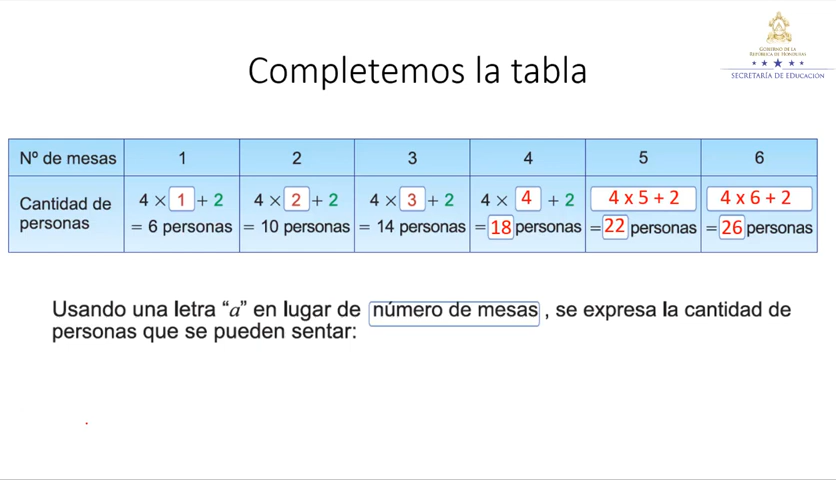 GOBIERNO DE LA
REPÚBLICA DE HONDURAS
SECRETARÍA DE EDUCACIÓN
Completemos la tabla
Nº de mesas 1 2 3 4 5 6
Cantidad de personas 4 × 1 + 2 4 × 2 + 2 4 × 3 + 2 4 × 4 + 2 4 x 5 + 2 4 x 6 + 2
= 6 personas = 10 personas = 14 personas = 18 personas = 22 personas = 26 personas
Usando una letra “a” en lugar de número de mesas , se expresa la cantidad de
personas que se pueden sentar: